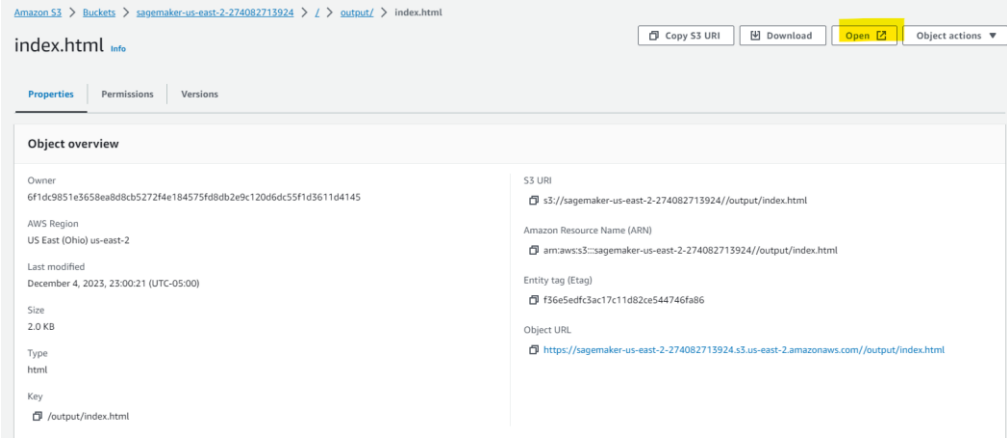 Amazon S3 > Buckets > sagemaker-us-east-2-274082713924 > / > output/ > index.html
index.html Info
Copy S3 URI Download Open Object actions ▼
Properties Permissions Versions
Object overview
Owner
6f1dc9851e3658ea8d8cb5272f4e184575fd8db2e9c120d6dc55f1d3611d4145
AWS Region
US East (Ohio) us-east-2
Last modified
December 4, 2023, 23:00:21 (UTC-05:00)
Size
2.0 KB
Type
html
Key
/output/index.html
S3 URI
s3://sagemaker-us-east-2-274082713924//output/index.html
Amazon Resource Name (ARN)
arn:aws:s3:::sagemaker-us-east-2-274082713924//output/index.html
Entity tag (Etag)
f36e5edfc3ac17c11d82ce544746fa86
Object URL
https://sagemaker-us-east-2-274082713924.s3.us-east-2.amazonaws.com//output/index.html